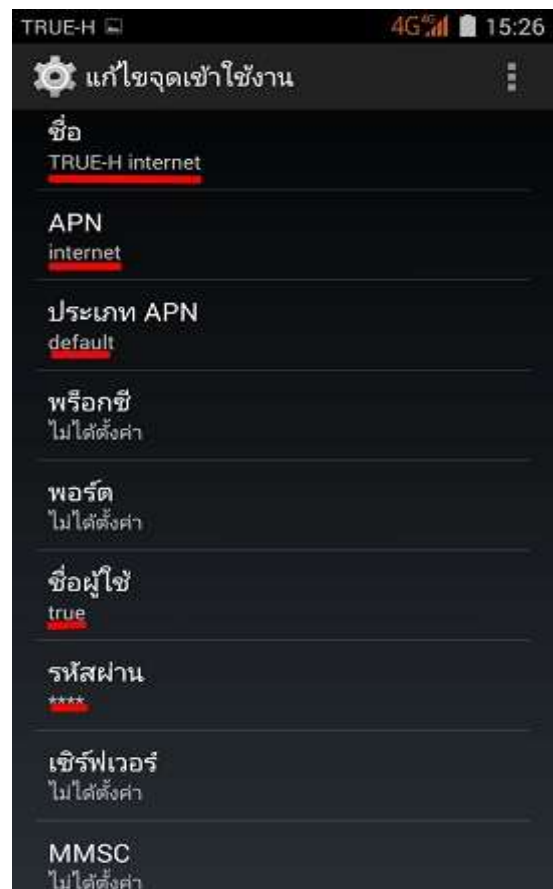 TRUE-H 4G 4G 15:26
แก้ไขจุดเข้าใช้งาน
ชื่อ
TRUE-H internet
APN
internet
ประเภท APN
default
พร็อกซี
ไม่ได้ตั้งค่า
พอร์ต
ไม่ได้ตั้งค่า
ชื่อผู้ใช้
true
รหัสผ่าน
****
เซิร์ฟเวอร์
ไม่ได้ตั้งค่า
MMSC
ไม่ได้ตั้งค่า